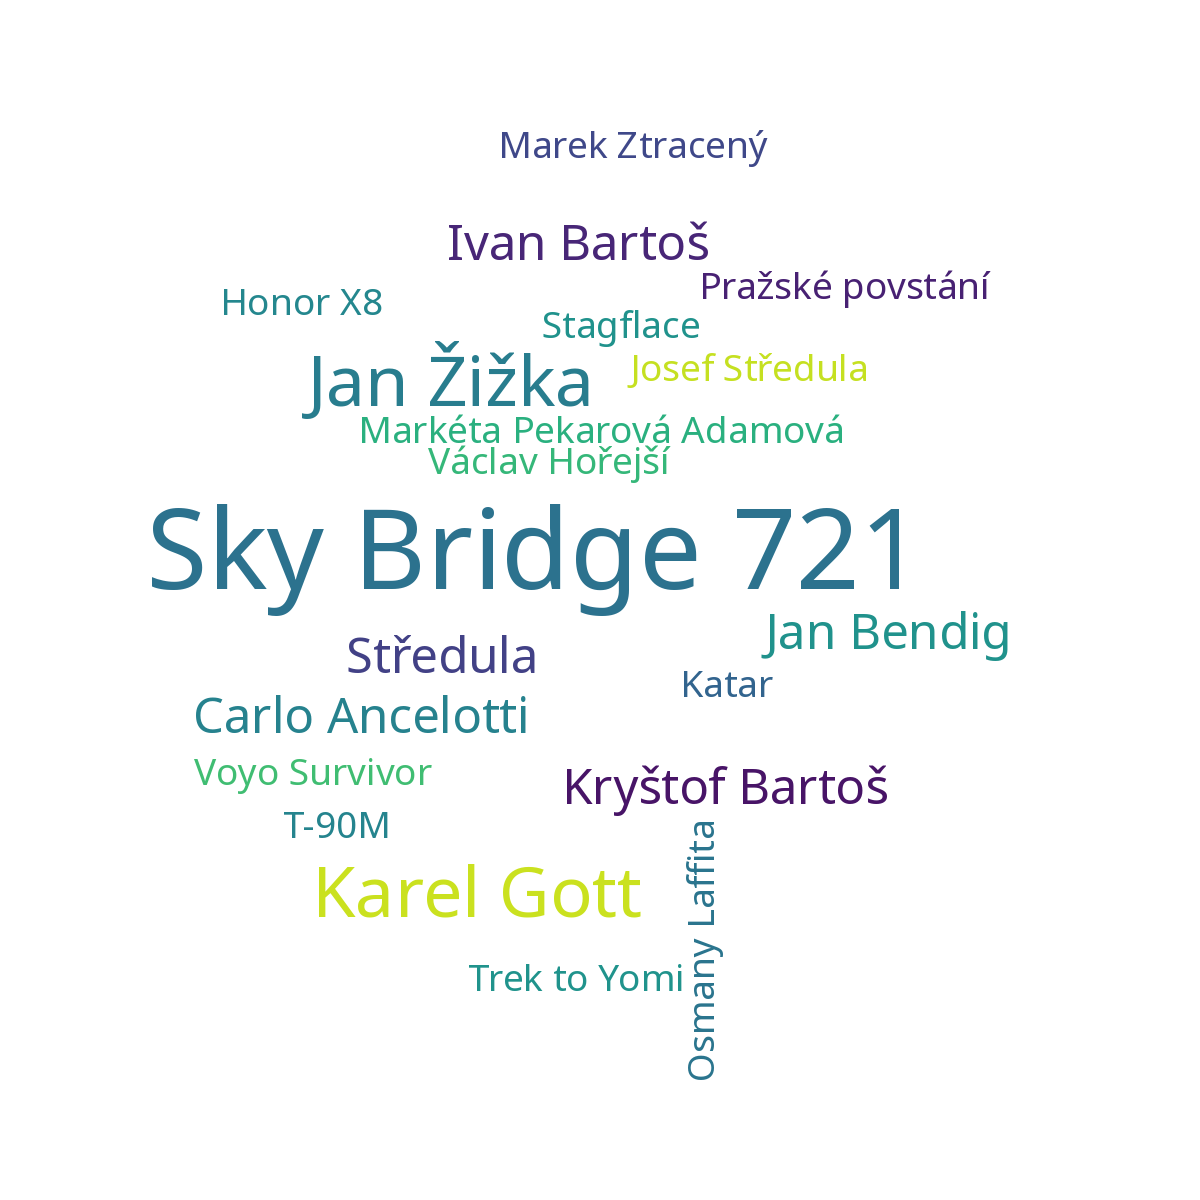 Marek Ztracený
Ivan Bartoš
Pražské povstání
Honor X8
Stagflace
Josef Středula
Jan Žižka
Markéta Pekarová Adamová
Václav Hořejší
Sky Bridge 721
Jan Bendig
Středula
Katar
Carlo Ancelotti
Voyo Survivor
Kryštof Bartoš
T-90M
Karel Gott
Osmany Laffita
Trek to Yomi